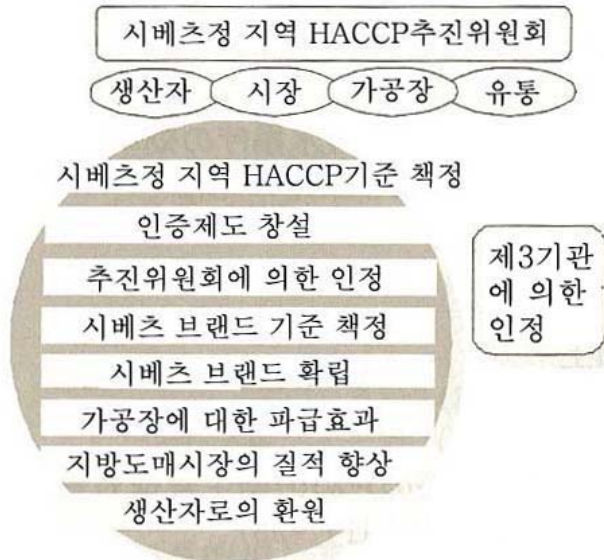 시베츠정 지역 HACCP추진위원회
생산자 시장 가공장 유통
시베츠정 지역 HACCP기준 책정
인증제도 창설
추진위원회에 의한 인정
시베츠 브랜드 기준 책정
시베츠 브랜드 확립
가공장에 대한 파급효과
지방도매시장의 질적 향상
생산자로의 환원
제3기관
에 의한
인정